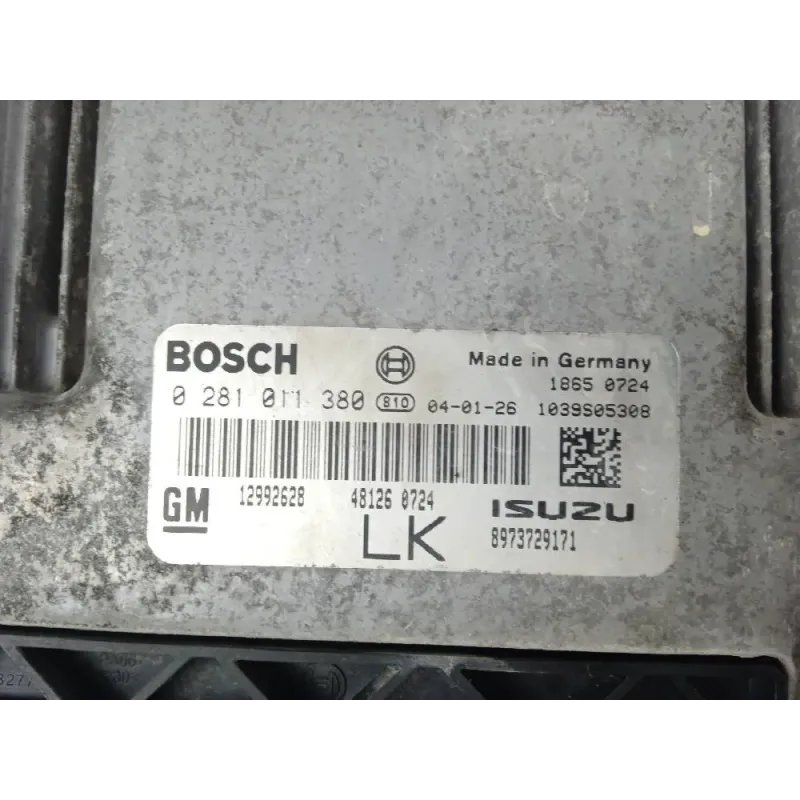 BOSCH
Made in Germany
1865 0724
0 281 011 380 810 04-01-26 1039S05308
GM 12992628 48126 0724 ISUZU
LK 8973729171